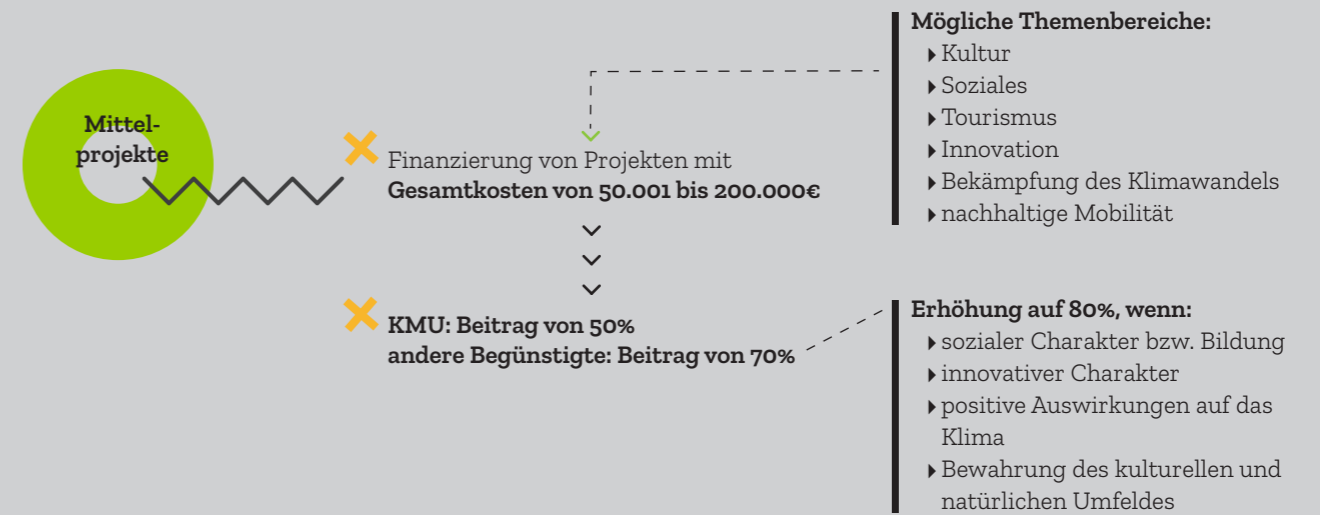 Mittel-
projekte
Finanzierung von Projekten mit
Gesamtkosten von 50.001 bis 200.000€
KMU: Beitrag von 50%
andere Begünstigte: Beitrag von 70%
Mögliche Themenbereiche:
Kultur
Soziales
Tourismus
Innovation
Bekämpfung des Klimawandels
nachhaltige Mobilität
Erhöhung auf 80%, wenn:
sozialer Charakter bzw. Bildung
innovativer Charakter
positive Auswirkungen auf das
Klima
Bewahrung des kulturellen und
natürlichen Umfeldes